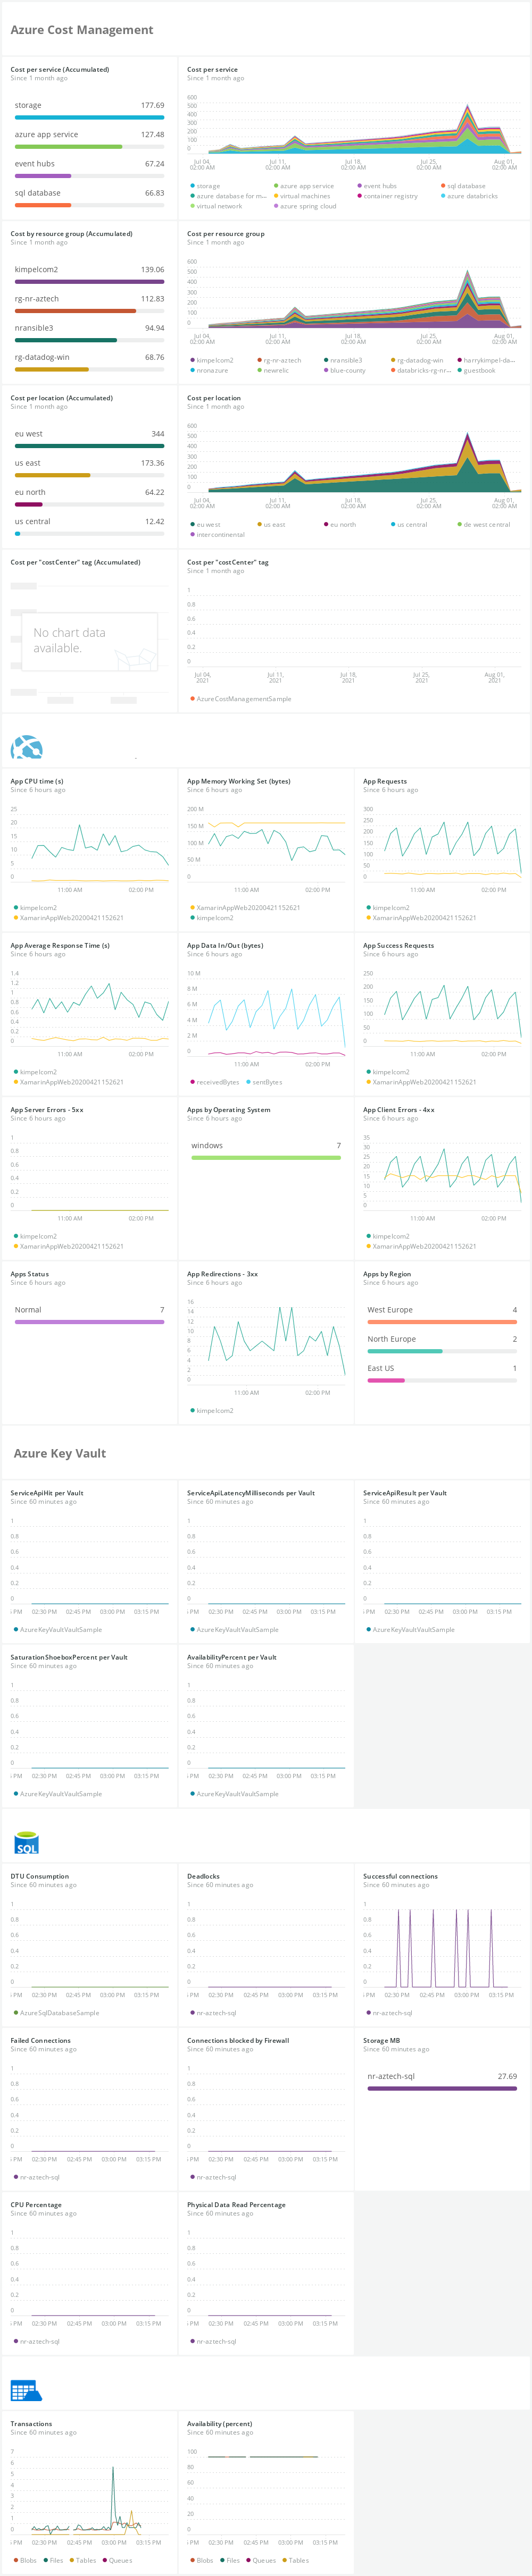 Azure Cost Management
Cost per service (Accumulated)
Since 1 month ago
storage 177.69
azure app service 127.48
event hubs 67.24
sql database 66.83
Cost per service
Since 1 month ago
600
500
400
300
200
100
0
Jul 04, 02:00 AM
Jul 11, 02:00 AM
Jul 18, 02:00 AM
Jul 25, 02:00 AM
Aug 01, 02:00 AM
storage azure app service event hubs sql database
azure database for m... virtual machines container registry azure databricks
virtual network azure spring cloud
Cost by resource group (Accumulated)
Since 1 month ago
kimpelcom2 139.06
rg-nr-aztech 112.83
nransible3 94.94
rg-datadog-win 68.76
Cost per resource group
Since 1 month ago
600
500
400
300
200
100
0
Jul 04, 02:00 AM
Jul 11, 02:00 AM
Jul 18, 02:00 AM
Jul 25, 02:00 AM
Aug 01, 02:00 AM
kimpelcom2 rg-nr-aztech nransible3 rg-datadog-win harrykimpel-da...
nronazure newrelic blue-county databricks-rg-nr-... guestbook
Cost per location (Accumulated)
Since 1 month ago
eu west 344
us east 173.36
eu north 64.22
us central 12.42
Cost per location
Since 1 month ago
600
500
400
300
200
100
0
Jul 04, 02:00 AM
Jul 11, 02:00 AM
Jul 18, 02:00 AM
Jul 25, 02:00 AM
Aug 01, 02:00 AM
eu west us east eu north us central de west central
intercontinental
Cost per "costCenter" tag (Accumulated)
No chart data
available.
Cost per "costCenter" tag
Since 1 month ago
1
0.8
0.6
0.4
0.2
0
Jul 04, 2021
Jul 11, 2021
Jul 18, 2021
Jul 25, 2021
Aug 01, 2021
AzureCostManagementSample
App CPU time (s)
Since 6 hours ago
25
20
15
10
5
0
11:00 AM 02:00 PM
kimpelcom2
XamarinAppWeb20200421152621
App Memory Working Set (bytes)
Since 6 hours ago
200 M
150 M
100 M
50 M
0
11:00 AM 02:00 PM
XamarinAppWeb20200421152621
kimpelcom2
App Requests
Since 6 hours ago
300
250
200
150
100
50
0
11:00 AM 02:00 PM
kimpelcom2
XamarinAppWeb20200421152621
App Average Response Time (s)
Since 6 hours ago
1.4
1.2
1
0.8
0.6
0.4
0.2
0
11:00 AM 02:00 PM
kimpelcom2
XamarinAppWeb20200421152621
App Data In/Out (bytes)
Since 6 hours ago
10 M
8 M
6 M
4 M
2 M
0
11:00 AM 02:00 PM
receivedBytes sentBytes
App Success Requests
Since 6 hours ago
250
200
150
100
50
0
11:00 AM 02:00 PM
kimpelcom2
XamarinAppWeb20200421152621
App Server Errors - 5xx
Since 6 hours ago
1
0.8
0.6
0.4
0.2
0
11:00 AM 02:00 PM
kimpelcom2
XamarinAppWeb20200421152621
Apps by Operating System
Since 6 hours ago
windows 7
App Client Errors - 4xx
Since 6 hours ago
35
30
25
20
15
10
5
0
11:00 AM 02:00 PM
kimpelcom2
XamarinAppWeb20200421152621
Apps Status
Since 6 hours ago
Normal 7
App Redirections - 3xx
Since 6 hours ago
16
14
12
10
8
6
4
2
0
11:00 AM 02:00 PM
kimpelcom2
Apps by Region
Since 6 hours ago
West Europe 4
North Europe 2
East US 1
Azure Key Vault
ServiceApiHit per Vault
Since 60 minutes ago
1
0.8
0.6
0.4
0.2
0
PM 02:30 PM 02:45 PM 03:00 PM 03:15 PM
AzureKeyVaultVaultSample
ServiceApiLatencyMilliseconds per Vault
Since 60 minutes ago
1
0.8
0.6
0.4
0.2
0
PM 02:30 PM 02:45 PM 03:00 PM 03:15 PM
AzureKeyVaultVaultSample
ServiceApiResult per Vault
Since 60 minutes ago
1
0.8
0.6
0.4
0.2
0
PM 02:30 PM 02:45 PM 03:00 PM 03:15 PM
AzureKeyVaultVaultSample
SaturationShoeboxPercent per Vault
Since 60 minutes ago
1
0.8
0.6
0.4
0.2
0
PM 02:30 PM 02:45 PM 03:00 PM 03:15 PM
AzureKeyVaultVaultSample
AvailabilityPercent per Vault
Since 60 minutes ago
1
0.8
0.6
0.4
0.2
0
PM 02:30 PM 02:45 PM 03:00 PM 03:15 PM
AzureKeyVaultVaultSample
SQL
DTU Consumption
Since 60 minutes ago
1
0.8
0.6
0.4
0.2
0
PM 02:30 PM 02:45 PM 03:00 PM 03:15 PM
AzureSqlDatabaseSample
Deadlocks
Since 60 minutes ago
1
0.8
0.6
0.4
0.2
0
PM 02:30 PM 02:45 PM 03:00 PM 03:15 PM
nr-aztech-sql
Successful connections
Since 60 minutes ago
1
0.8
0.6
0.4
0.2
0
PM 02:30 PM 02:45 PM 03:00 PM 03:15 PM
nr-aztech-sql
Failed Connections
Since 60 minutes ago
1
0.8
0.6
0.4
0.2
0
PM 02:30 PM 02:45 PM 03:00 PM 03:15 PM
nr-aztech-sql
Connections blocked by Firewall
Since 60 minutes ago
1
0.8
0.6
0.4
0.2
0
PM 02:30 PM 02:45 PM 03:00 PM 03:15 PM
nr-aztech-sql
Storage MB
Since 60 minutes ago
nr-aztech-sql 27.69
CPU Percentage
Since 60 minutes ago
1
0.8
0.6
0.4
0.2
0
PM 02:30 PM 02:45 PM 03:00 PM 03:15 PM
nr-aztech-sql
Physical Data Read Percentage
Since 60 minutes ago
1
0.8
0.6
0.4
0.2
0
PM 02:30 PM 02:45 PM 03:00 PM 03:15 PM
nr-aztech-sql
Transactions
Since 60 minutes ago
7
6
5
4
3
2
1
0
PM 02:30 PM 02:45 PM 03:00 PM 03:15 PM
Blobs Files Tables Queues
Availability (percent)
Since 60 minutes ago
100
80
60
40
20
0
PM 02:30 PM 02:45 PM 03:00 PM 03:15 PM
Blobs Files Queues Tables